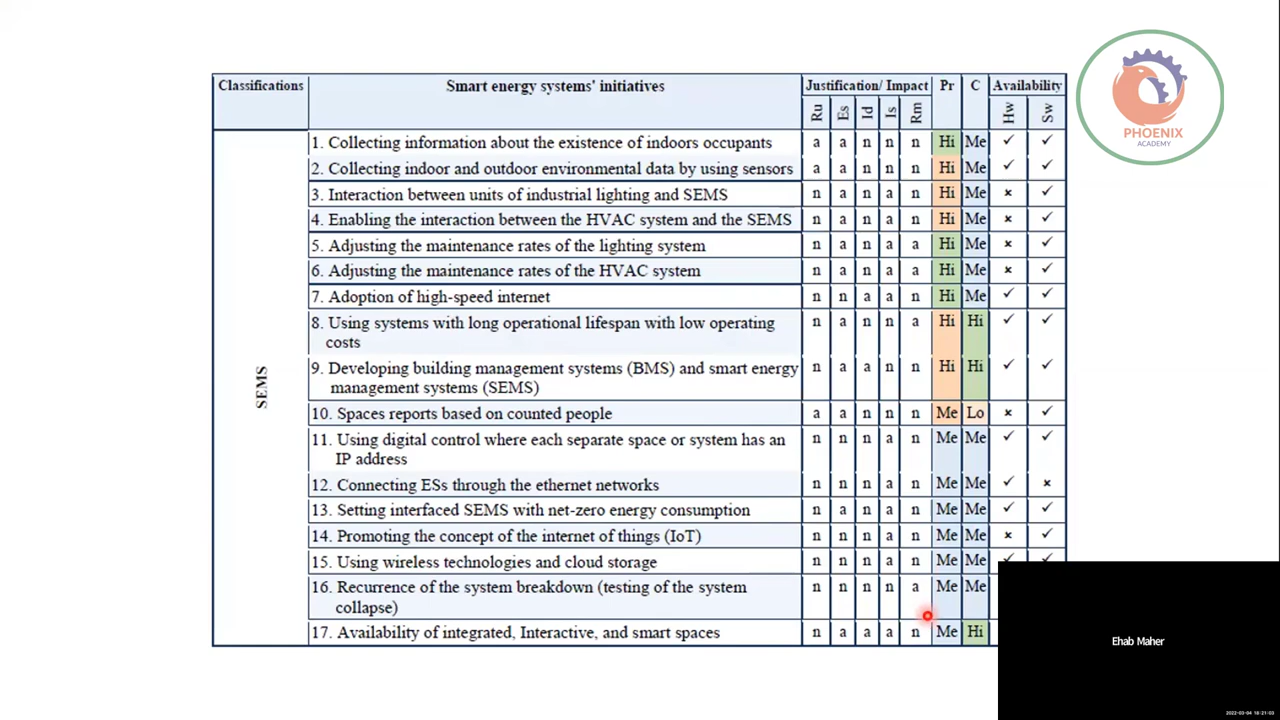 Classifications Smart energy systems' initiatives Justification/ Impact Pr C Availability
Ru Es Id Is Rm Hw Sw
SEMS
1. Collecting information about the existence of indoors occupants a a n n n Hi Me ✓ ✓
2. Collecting indoor and outdoor environmental data by using sensors a a n n n Hi Me ✓ ✓
3. Interaction between units of industrial lighting and SEMS n a n a n Hi Me × ✓
4. Enabling the interaction between the HVAC system and the SEMS n a n a n Hi Me × ✓
5. Adjusting the maintenance rates of the lighting system n a n a a Hi Me × ✓
6. Adjusting the maintenance rates of the HVAC system n a n a a Hi Me × ✓
7. Adoption of high-speed internet n n a a n Hi Me ✓ ✓
8. Using systems with long operational lifespan with low operating n a n n a Hi Hi ✓ ✓
costs
9. Developing building management systems (BMS) and smart energy n a a n n Hi Hi ✓ ✓
management systems (SEMS)
10. Spaces reports based on counted people a a n n n Me Lo × ✓
11. Using digital control where each separate space or system has an n n n a n Me Me ✓ ✓
IP address
12. Connecting ESs through the ethernet networks n n n a n Me Me ✓ ×
13. Setting interfaced SEMS with net-zero energy consumption n n n a n Me Me ✓ ✓
14. Promoting the concept of the internet of things (IoT) n n n a n Me Me × ✓
15. Using wireless technologies and cloud storage n n n a n Me Me ✓ ✓
16. Recurrence of the system breakdown (testing of the system n n n n a Me Me
collapse)
17. Availability of integrated, Interactive, and smart spaces n a a a n Me Hi
PHOENIX
ACADEMY
Ehab Maher
2022-03-04 18:21:03